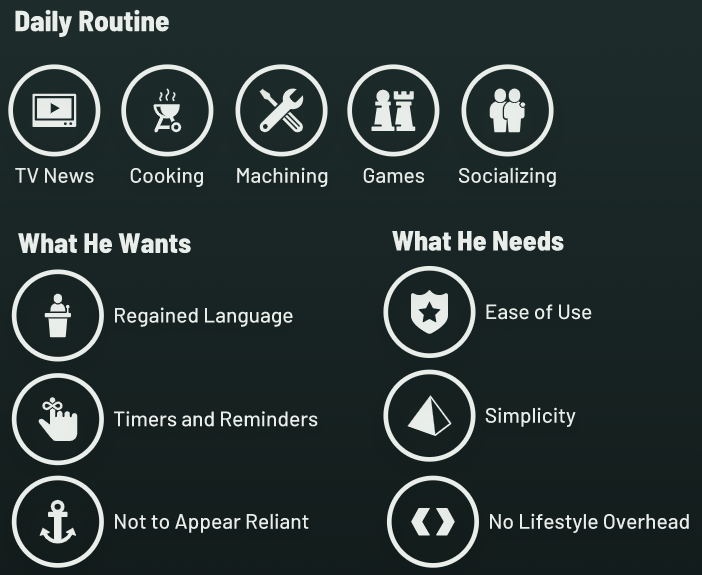 Daily Routine
TV News
Cooking
Machining
Games
Socializing
What He Wants
Regained Language
Timers and Reminders
Not to Appear Reliant
What He Needs
Ease of Use
Simplicity
No Lifestyle Overhead